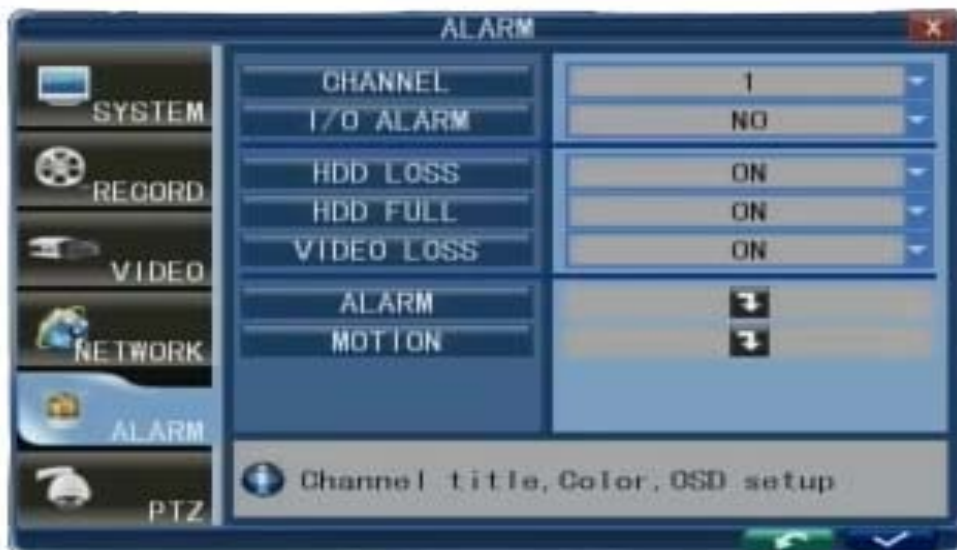 ALARM
SYSTEM
RECORD
VIDEO
NETWORK
ALARM
PTZ
CHANNEL 1
I/O ALARM NO
HDD LOSS ON
HDD FULL ON
VIDEO LOSS ON
ALARM
MOTION
Channel title,Color,OSD setup